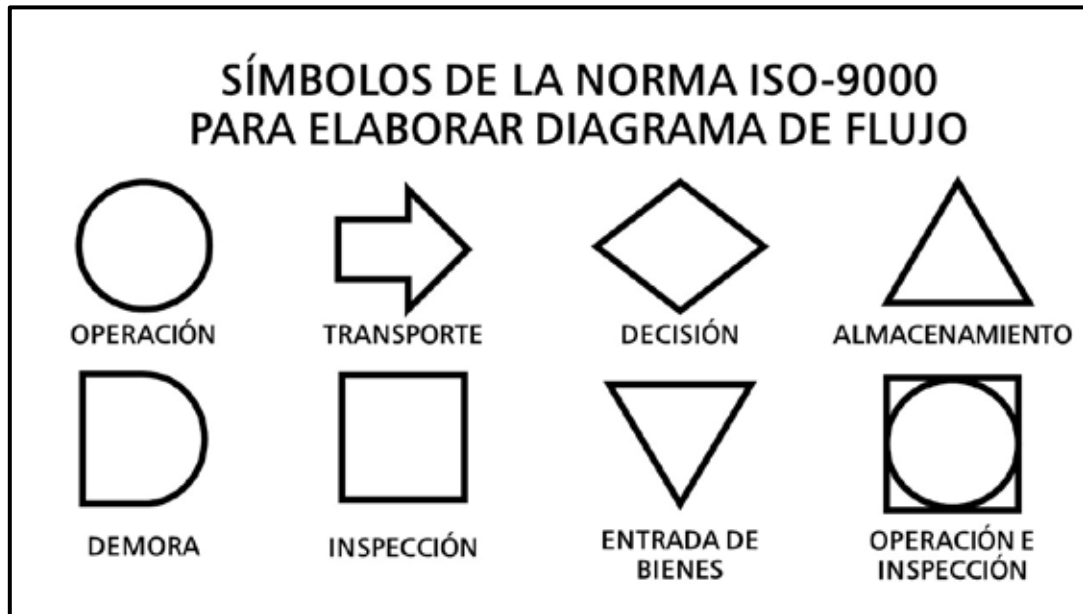 SÍMBOLOS DE LA NORMA ISO-9000
PARA ELABORAR DIAGRAMA DE FLUJO
OPERACIÓN
TRANSPORTE
DECISIÓN
ALMACENAMIENTO
DEMORA
INSPECCIÓN
ENTRADA DE
BIENES
OPERACIÓN E
INSPECCIÓN